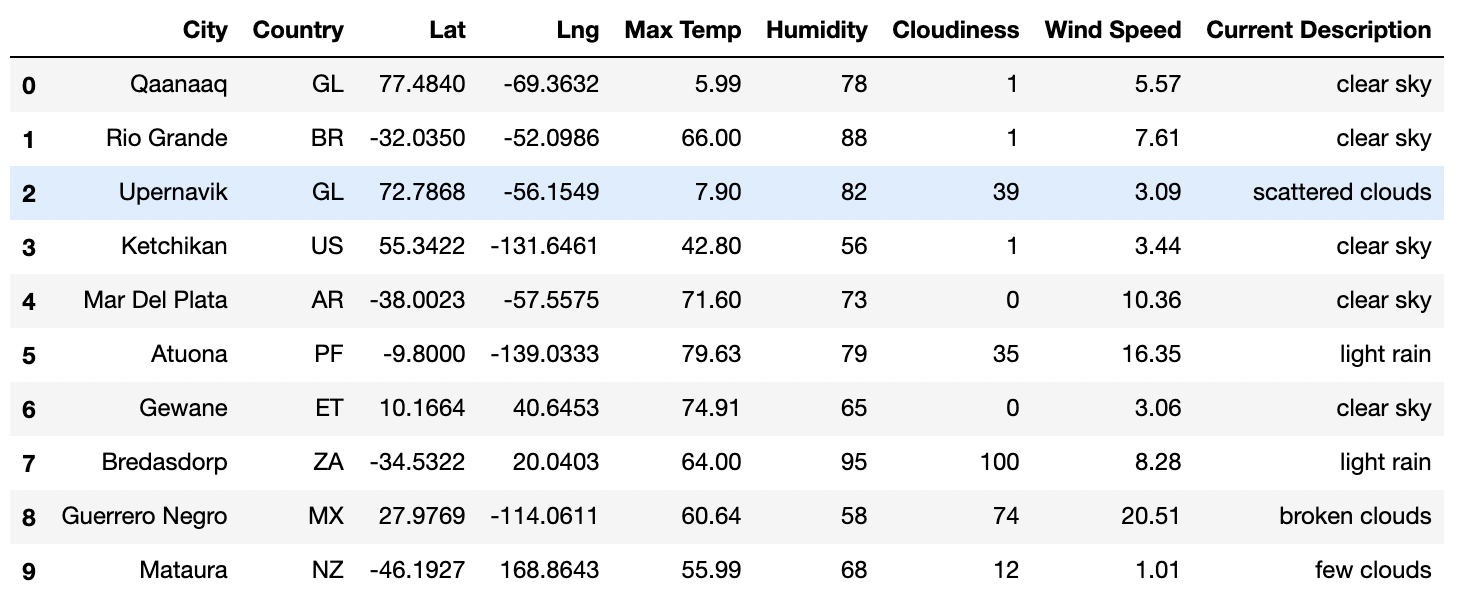 City Country Lat Lng Max Temp Humidity Cloudiness Wind Speed Current Description
0 Qaanaaq GL 77.4840 -69.3632 5.99 78 1 5.57 clear sky
1 Rio Grande BR -32.0350 -52.0986 66.00 88 1 7.61 clear sky
2 Upernavik GL 72.7868 -56.1549 7.90 82 39 3.09 scattered clouds
3 Ketchikan US 55.3422 -131.6461 42.80 56 1 3.44 clear sky
4 Mar Del Plata AR -38.0023 -57.5575 71.60 73 0 10.36 clear sky
5 Atuona PF -9.8000 -139.0333 79.63 79 35 16.35 light rain
6 Gewane ET 10.1664 40.6453 74.91 65 0 3.06 clear sky
7 Bredasdorp ZA -34.5322 20.0403 64.00 95 100 8.28 light rain
8 Guerrero Negro MX 27.9769 -114.0611 60.64 58 74 20.51 broken clouds
9 Mataura NZ -46.1927 168.8643 55.99 68 12 1.01 few clouds